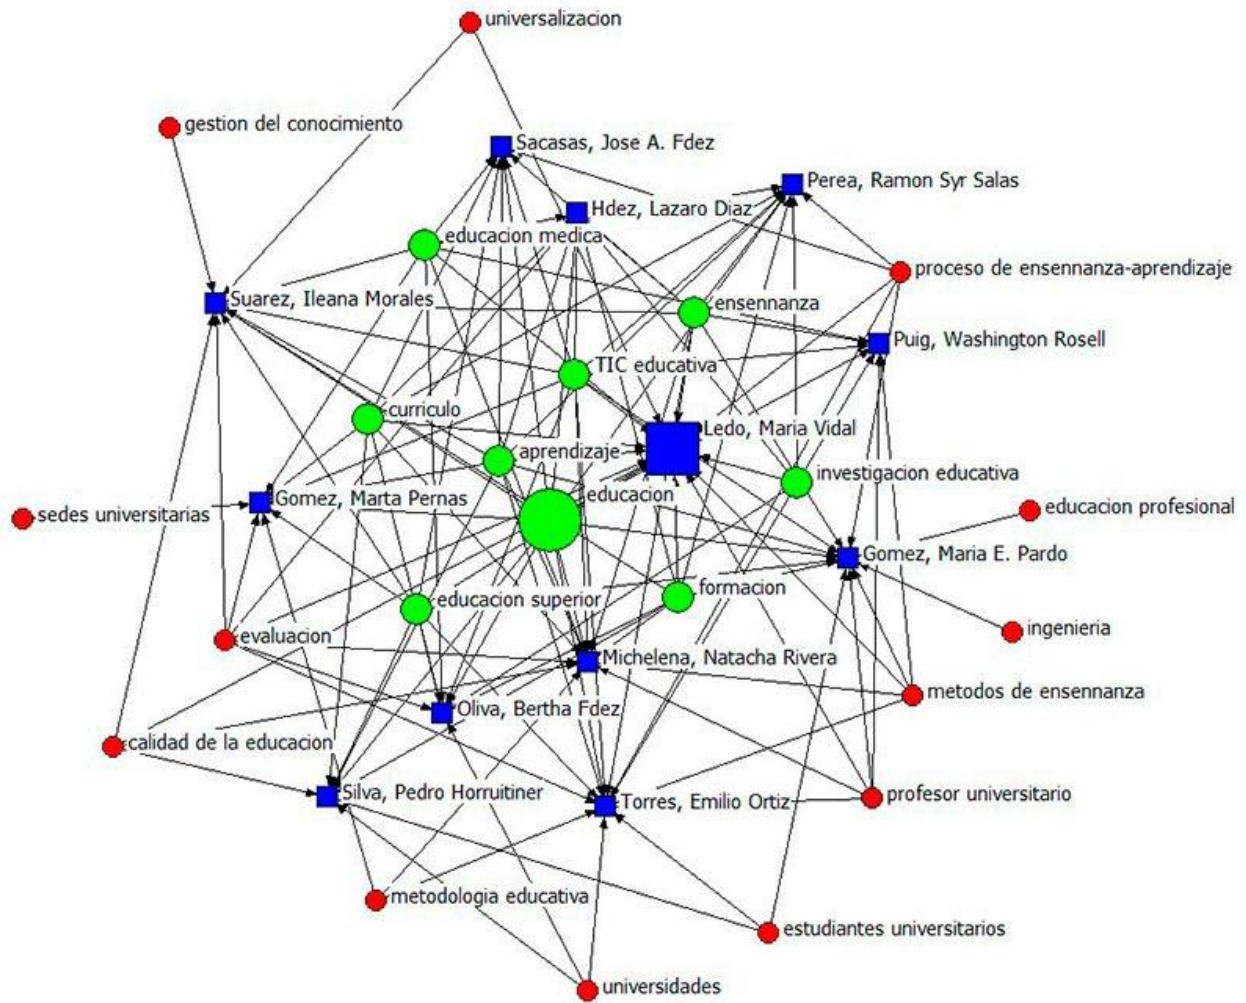 universalizacion
gestion del conocimiento
Sacasas, Jose A. Fdez
Perea, Ramon Syr Salas
Hdez, Lazaro Diaz
educacion medica
proceso de ensennanza-aprendizaje
Suarez, Ileana Morales
ensennanza
Puig, Washington Rosell
TIC educativa
curriculo
Ledo, Maria Vidal
aprendizaje
investigacion educativa
educacion
Gomez, Marta Pernas
educacion profesional
sedes universitarias
Gomez, Maria E. Pardo
formacion
educacion superior
ingenieria
evaluacion
Michelena, Natacha Rivera
metodos de ensennanza
Oliva, Bertha Fdez
calidad de la educacion
Silva, Pedro Horruitiner
profesor universitario
Torres, Emilio Ortiz
metodologia educativa
estudiantes universitarios
universidades